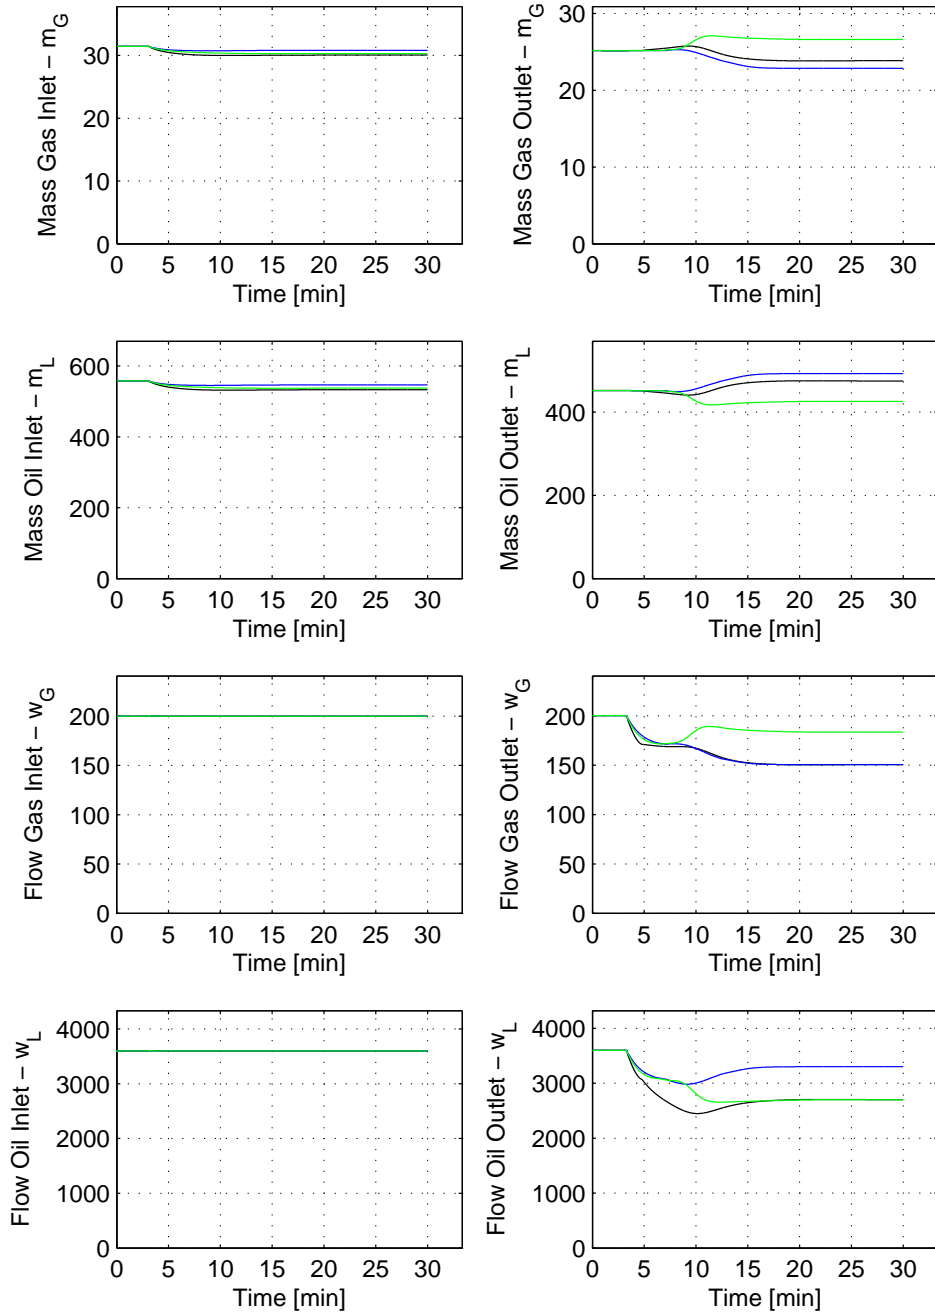 Mass Gas Inlet − m_G
30
20
10
0
0 5 10 15 20 25 30
Time [min]
Mass Gas Outlet − m_G
30
20
10
0
0 5 10 15 20 25 30
Time [min]
Mass Oil Inlet − m_L
600
400
200
0
0 5 10 15 20 25 30
Time [min]
Mass Oil Outlet − m_L
400
200
0
0 5 10 15 20 25 30
Time [min]
Flow Gas Inlet − w_G
200
150
100
50
0
0 5 10 15 20 25 30
Time [min]
Flow Gas Outlet − w_G
200
150
100
50
0
0 5 10 15 20 25 30
Time [min]
Flow Oil Inlet − w_L
4000
3000
2000
1000
0
0 5 10 15 20 25 30
Time [min]
Flow Oil Outlet − w_L
4000
3000
2000
1000
0
0 5 10 15 20 25 30
Time [min]